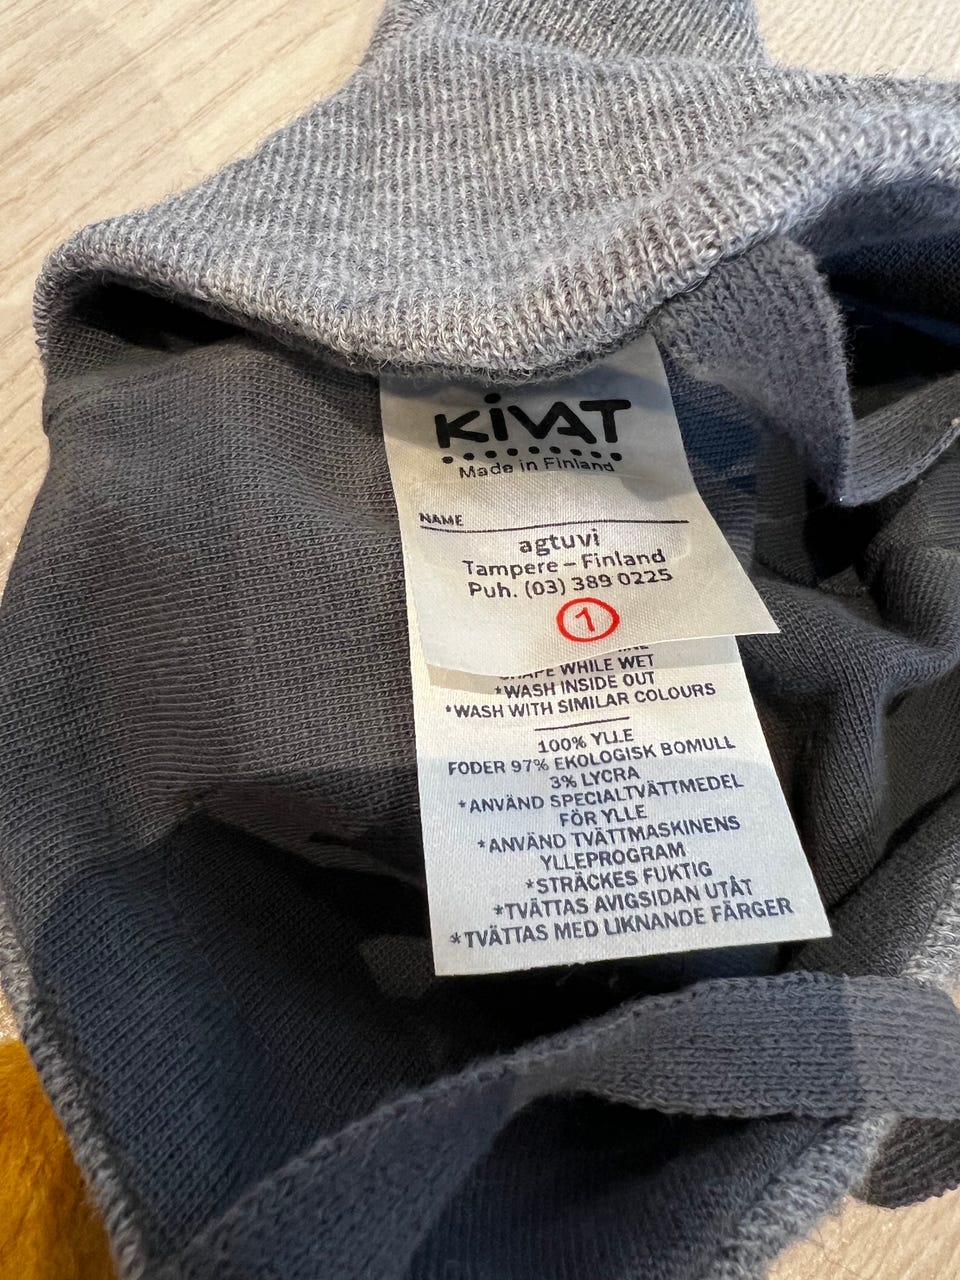 KiVAT
Made in Finland
NAME
agtuvi
Tampere – Finland
Puh. (03) 389 0225
1
SHAPE WHILE WET
*WASH INSIDE OUT
*WASH WITH SIMILAR COLOURS
100% YLLE
FODER 97% EKOLOGISK BOMULL
3% LYCRA
*ANVÄND SPECIALTVÄTTMEDEL
FÖR YLLE
*ANVÄND TVÄTTMASKINENS
YLLEPROGRAM
*STRÄCKES FUKTIG
*TVÄTTAS AVIGSIDAN UTÅT
*TVÄTTAS MED LIKNANDE FÄRGER